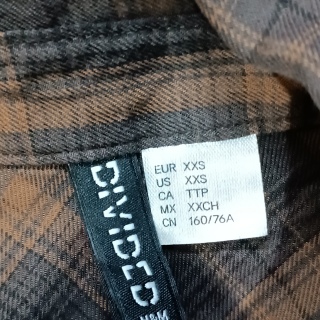 DIVIDED
H&M
EUR XXS
US XXS
CA TTP
MX XXCH
CN 160/76A